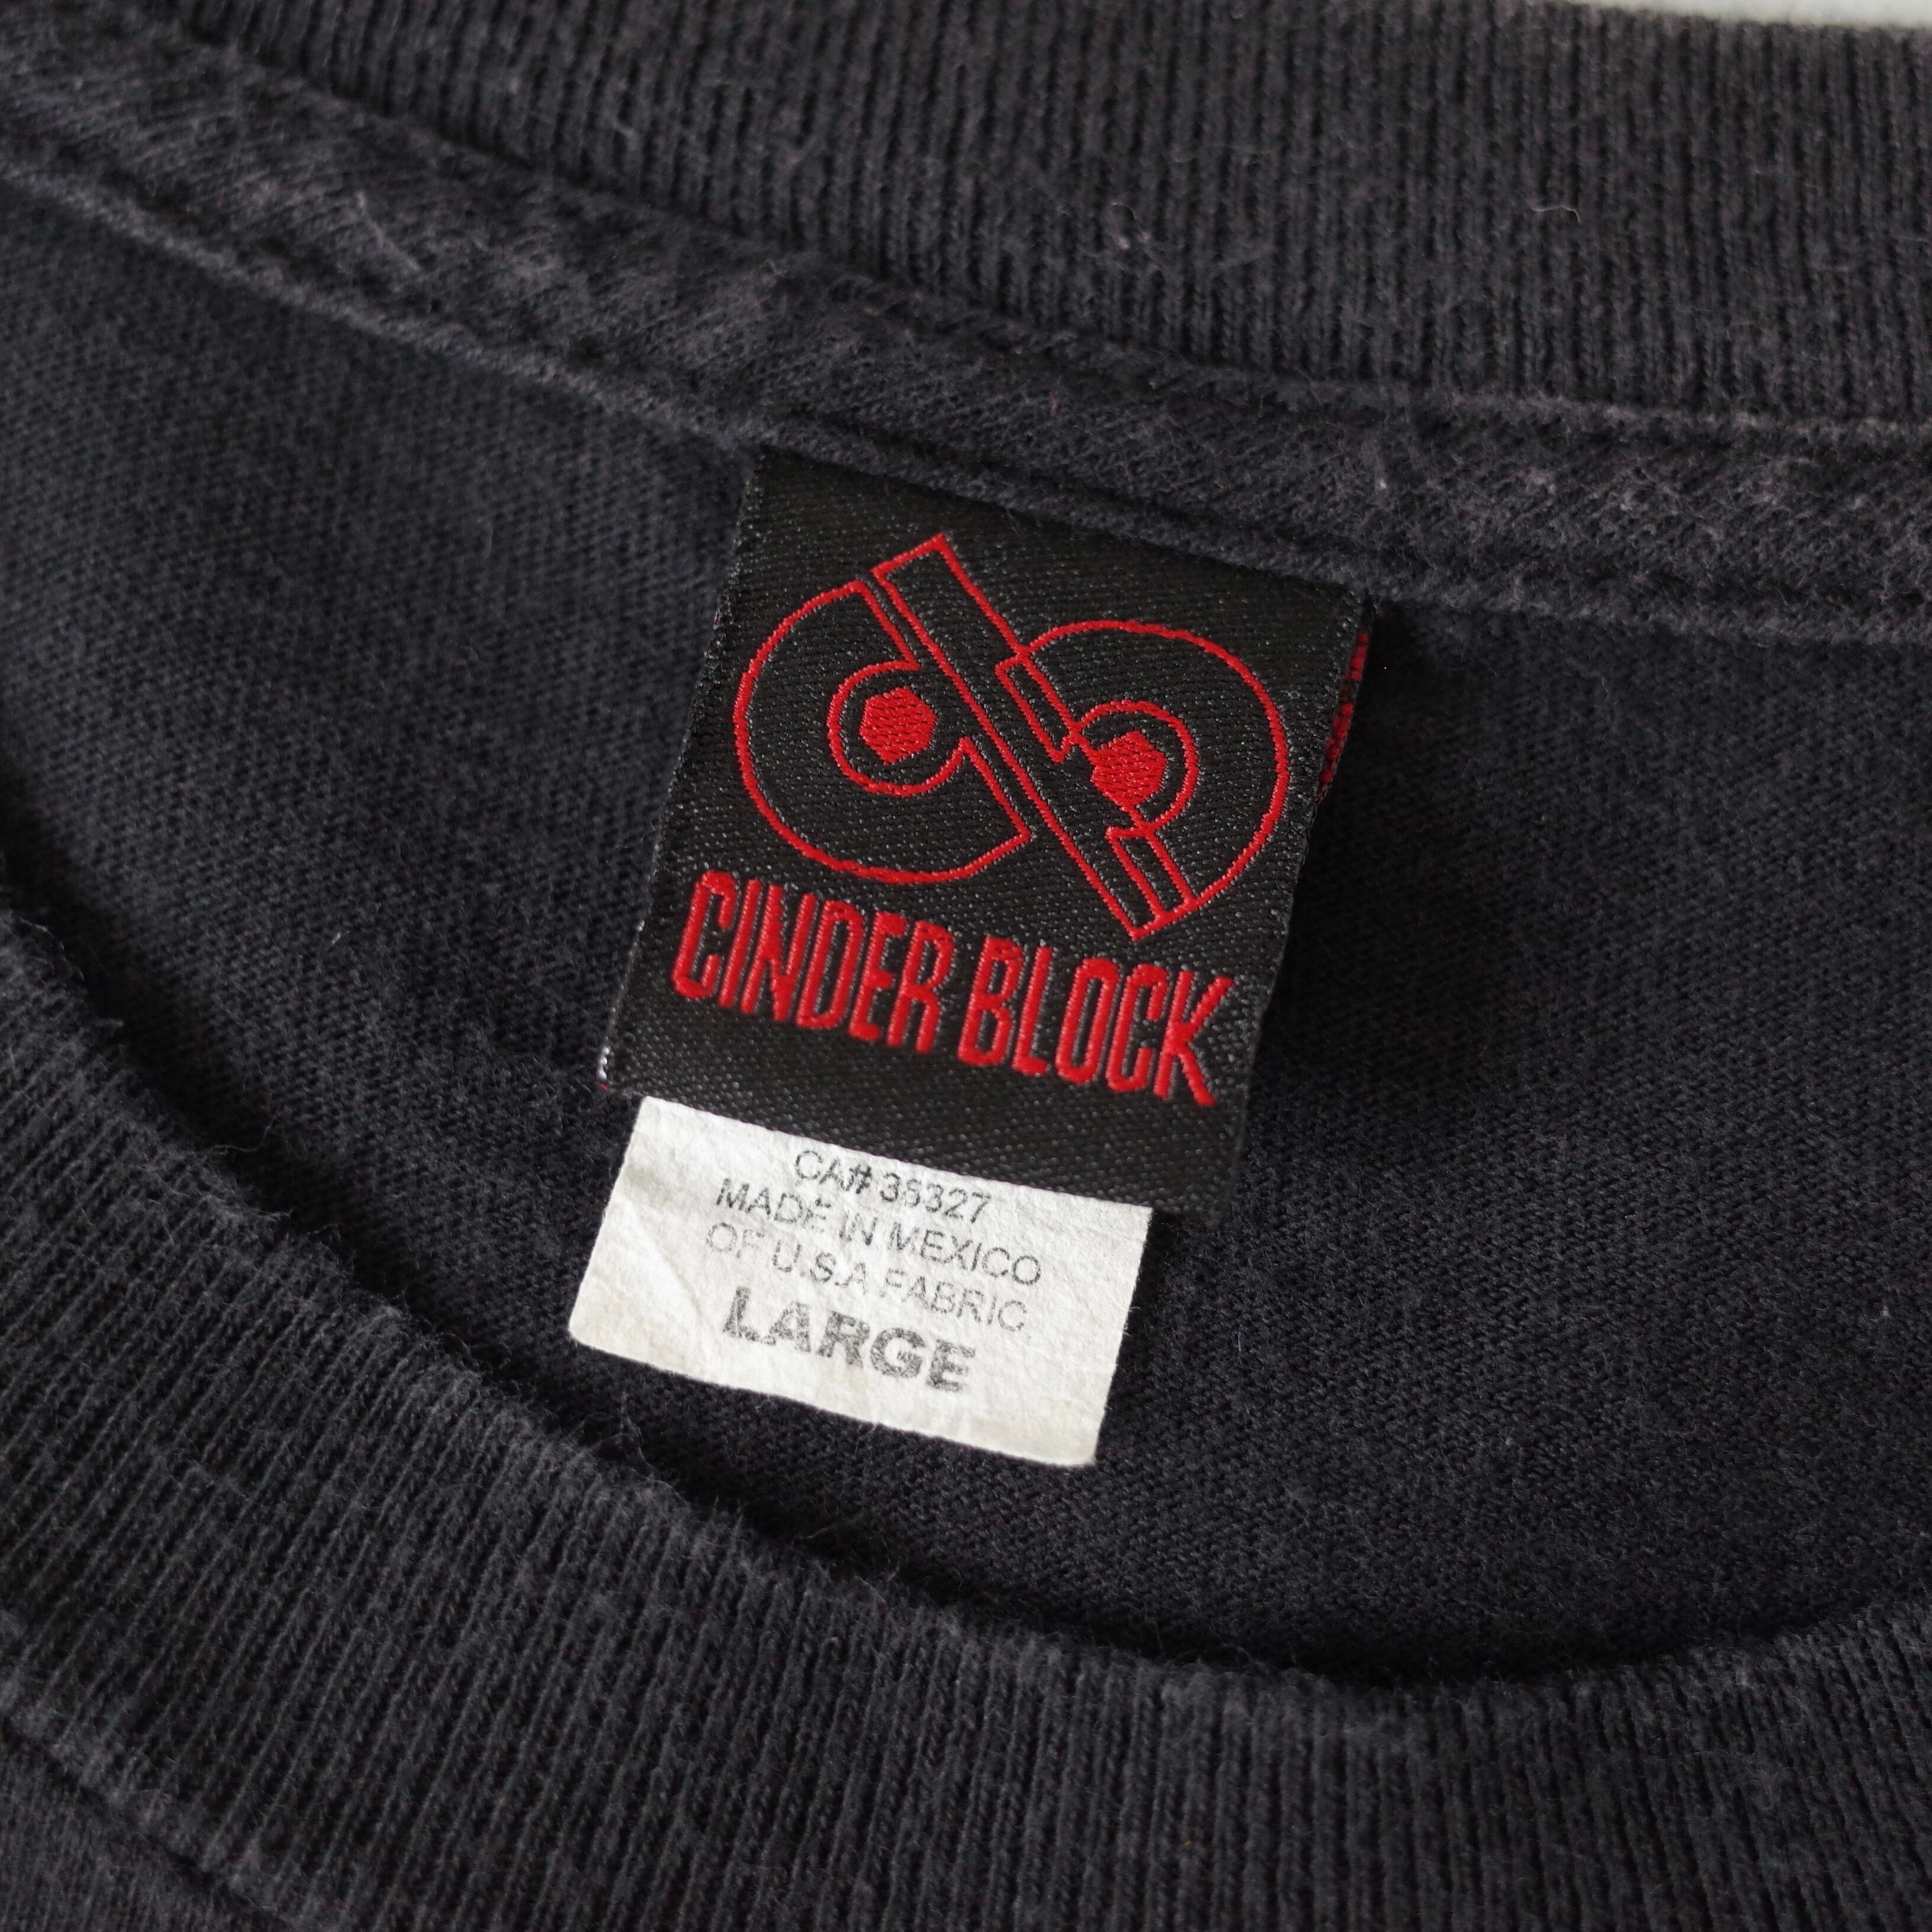 CINDER BLOCK
CA# 36327
MADE IN MEXICO
OF U.S.A FABRIC
LARGE